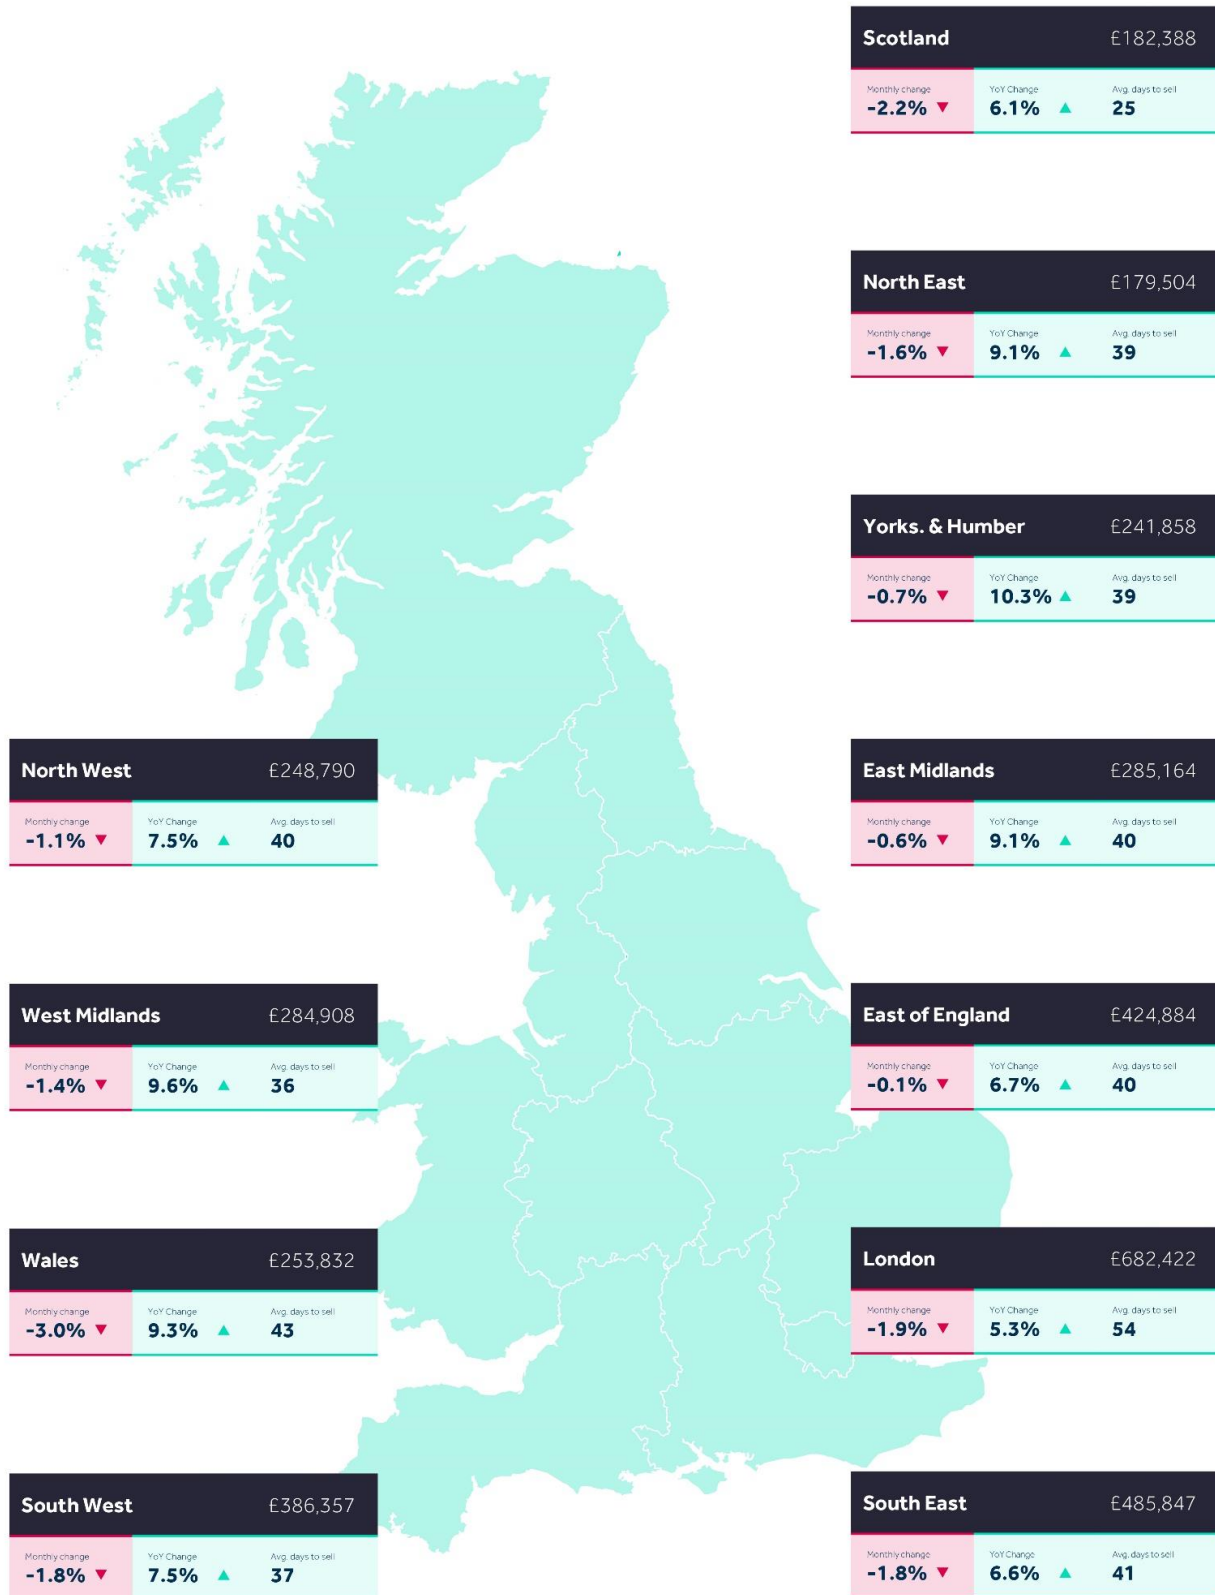 Scotland £182,388
Monthly change YoY Change Avg. days to sell
-2.2% ▼ 6.1% ▲ 25
North East £179,504
Monthly change YoY Change Avg. days to sell
-1.6% ▼ 9.1% ▲ 39
Yorks. & Humber £241,858
Monthly change YoY Change Avg. days to sell
-0.7% ▼ 10.3% ▲ 39
North West £248,790
Monthly change YoY Change Avg. days to sell
-1.1% ▼ 7.5% ▲ 40
East Midlands £285,164
Monthly change YoY Change Avg. days to sell
-0.6% ▼ 9.1% ▲ 40
West Midlands £284,908
Monthly change YoY Change Avg. days to sell
-1.4% ▼ 9.6% ▲ 36
East of England £424,884
Monthly change YoY Change Avg. days to sell
-0.1% ▼ 6.7% ▲ 40
Wales £253,832
Monthly change YoY Change Avg. days to sell
-3.0% ▼ 9.3% ▲ 43
London £682,422
Monthly change YoY Change Avg. days to sell
-1.9% ▼ 5.3% ▲ 54
South West £386,357
Monthly change YoY Change Avg. days to sell
-1.8% ▼ 7.5% ▲ 37
South East £485,847
Monthly change YoY Change Avg. days to sell
-1.8% ▼ 6.6% ▲ 41